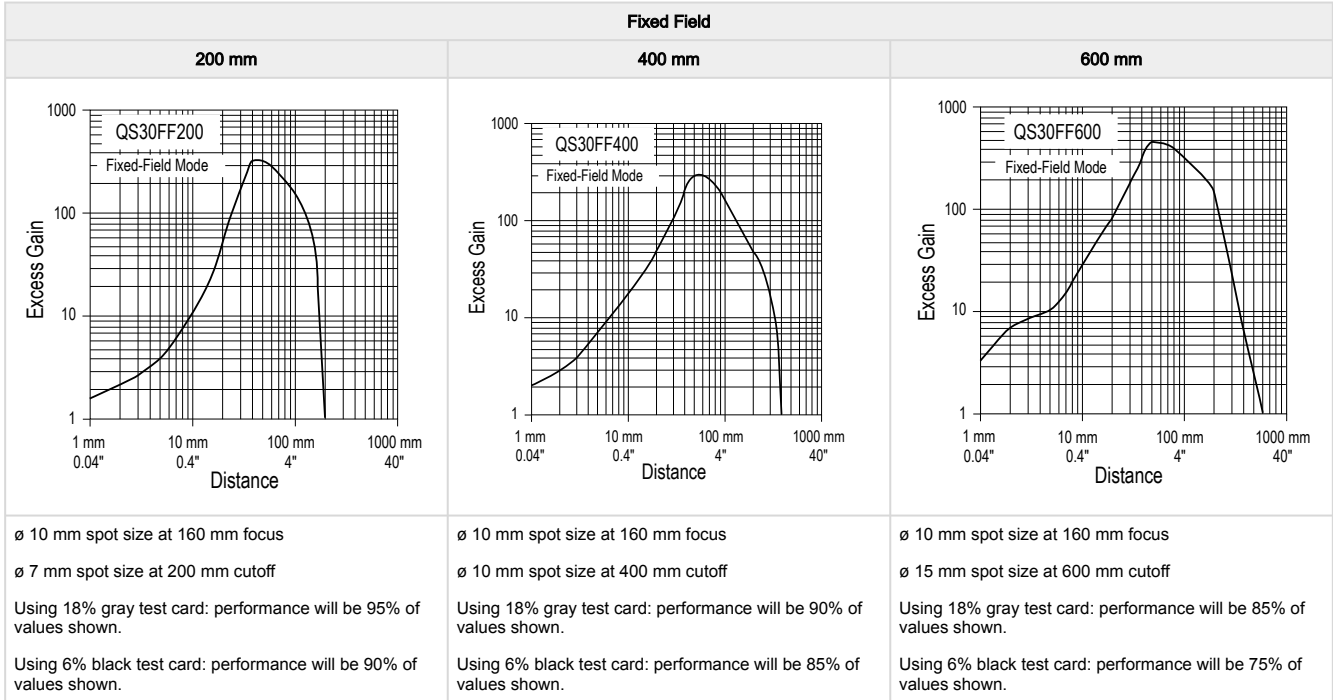 Fixed Field
200 mm
400 mm
600 mm
1000
100
10
1
Excess Gain
QS30FF200
Fixed-Field Mode
1 mm
0.04"
10 mm
0.4"
100 mm
4"
1000 mm
40"
Distance
1000
100
10
1
Excess Gain
QS30FF400
Fixed-Field Mode
1 mm
0.04"
10 mm
0.4"
100 mm
4"
1000 mm
40"
Distance
1000
100
10
1
Excess Gain
QS30FF600
Fixed-Field Mode
1 mm
0.04"
10 mm
0.4"
100 mm
4"
1000 mm
40"
Distance
ø 10 mm spot size at 160 mm focus
ø 7 mm spot size at 200 mm cutoff
Using 18% gray test card: performance will be 95% of
values shown.
Using 6% black test card: performance will be 90% of
values shown.
ø 10 mm spot size at 160 mm focus
ø 10 mm spot size at 400 mm cutoff
Using 18% gray test card: performance will be 90% of
values shown.
Using 6% black test card: performance will be 85% of
values shown.
ø 10 mm spot size at 160 mm focus
ø 15 mm spot size at 600 mm cutoff
Using 18% gray test card: performance will be 85% of
values shown.
Using 6% black test card: performance will be 75% of
values shown.